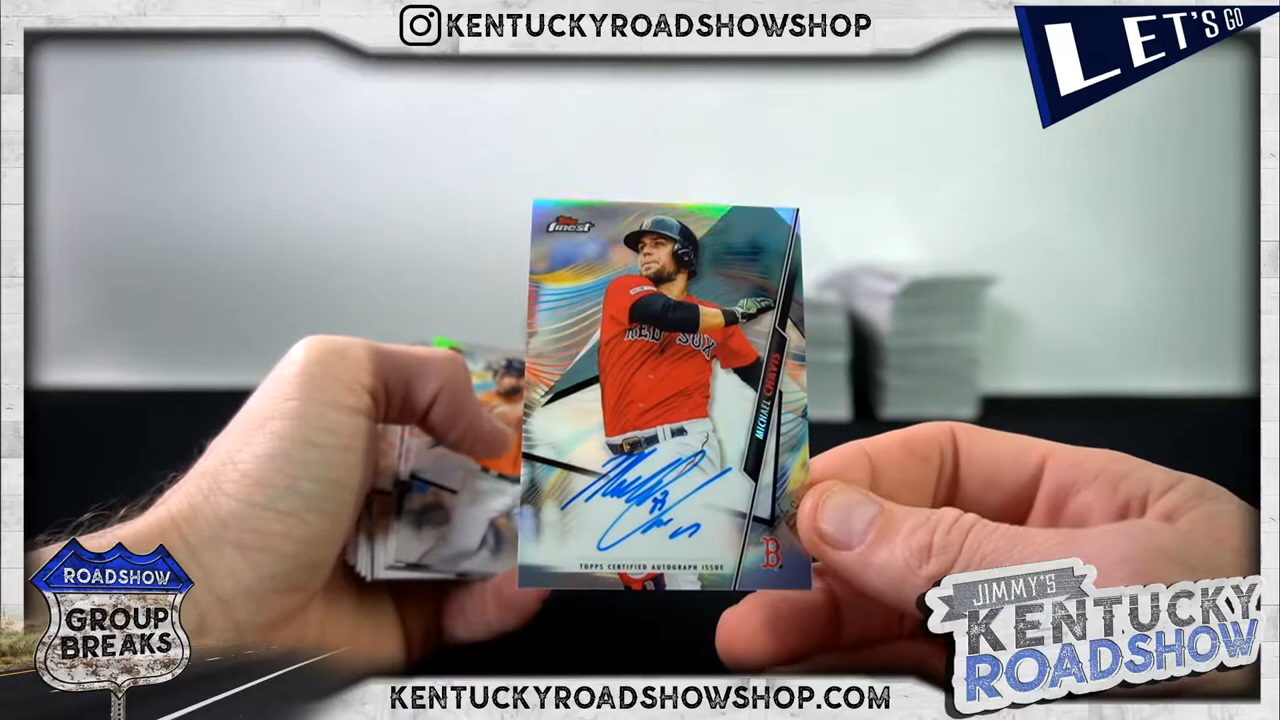 KENTUCKYROADSHOWSHOP
LET'S GO
Topps
finest
RED SOX
MICHAEL CHAVIS
TOPPS CERTIFIED AUTOGRAPH ISSUE
B
ROADSHOW
GROUP
BREAKS
JIMMY'S
KENTUCKY
ROADSHOW
KENTUCKYROADSHOWSHOP.COM